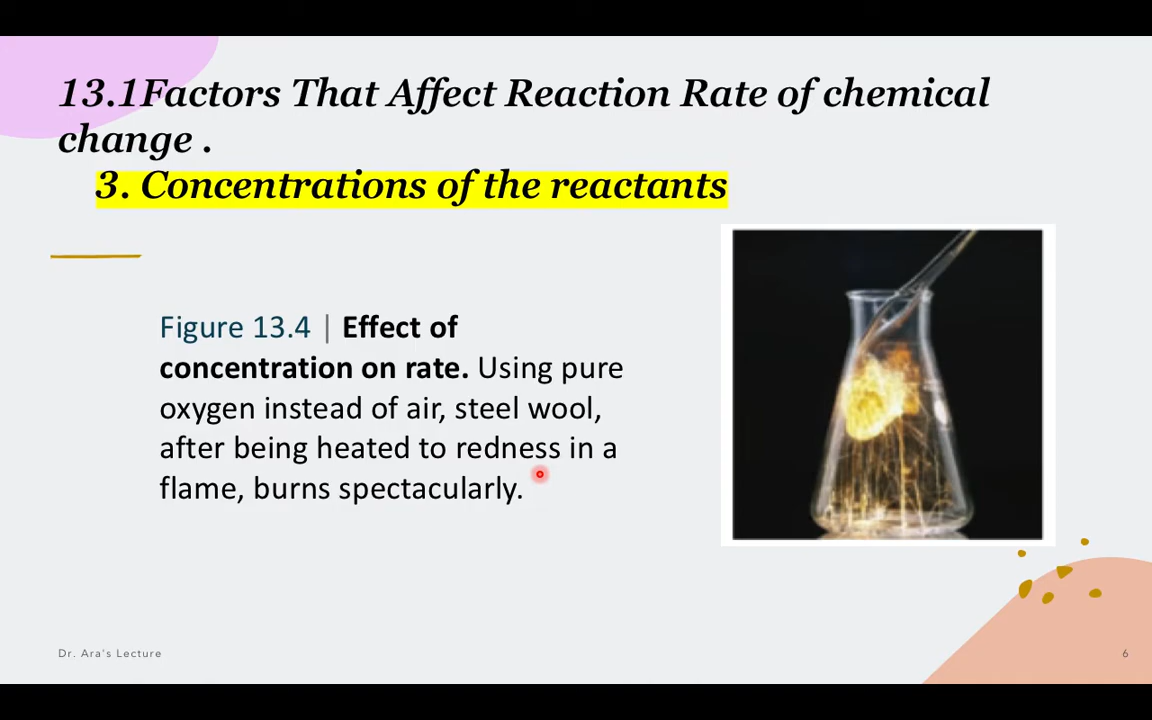 13.1Factors That Affect Reaction Rate of chemical
change .
3. Concentrations of the reactants
Figure 13.4 | Effect of
concentration on rate. Using pure
oxygen instead of air, steel wool,
after being heated to redness in a
flame, burns spectacularly.
Dr. Ara's Lecture
6